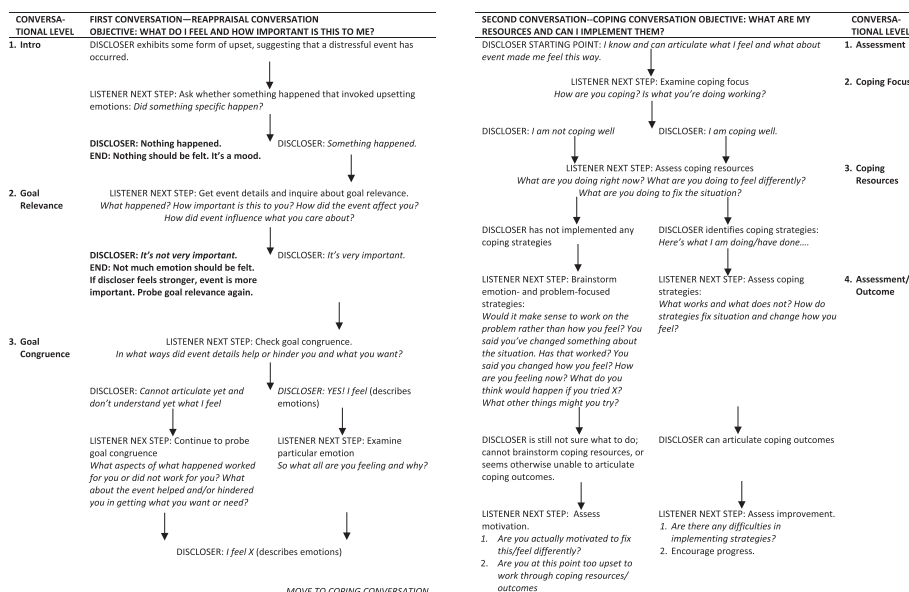 CONVERSA-
TIONAL LEVEL
FIRST CONVERSATION—REAPPRAISAL CONVERSATION
OBJECTIVE: WHAT DO I FEEL AND HOW IMPORTANT IS THIS TO ME?
1. Intro
DISCLOSER exhibits some form of upset, suggesting that a distressful event has
occurred.
LISTENER NEXT STEP: Ask whether something happened that invoked upsetting
emotions: Did something specific happen?
DISCLOSER: Nothing happened.
END: Nothing should be felt. It's a mood.
DISCLOSER: Something happened.
2. Goal
Relevance
LISTENER NEXT STEP: Get event details and inquire about goal relevance.
What happened? How important is this to you? How did the event affect you?
How did event influence what you care about?
DISCLOSER: It's not very important.
END: Not much emotion should be felt.
If discloser feels stronger, event is more
important. Probe goal relevance again.
DISCLOSER: It's very important.
3. Goal
Congruence
LISTENER NEXT STEP: Check goal congruence.
In what ways did event details help or hinder you and what you want?
DISCLOSER: Cannot articulate yet and
don't understand yet what I feel
DISCLOSER: YES! I feel (describes
emotions)
LISTENER NEX STEP: Continue to probe
goal congruence
What aspects of what happened worked
for you or did not work for you? What
about the event helped and/or hindered
you in getting what you want or need?
LISTENER NEXT STEP: Examine
particular emotion
So what all are you feeling and why?
DISCLOSER: I feel X (describes emotions)
MOVE TO COPING CONVERSATION
SECOND CONVERSATION--COPING CONVERSATION OBJECTIVE: WHAT ARE MY
RESOURCES AND CAN I IMPLEMENT THEM?
CONVERSA-
TIONAL LEVEL
DISCLOSER STARTING POINT: I know and can articulate what I feel and what about
event made me feel this way.
1. Assessment
LISTENER NEXT STEP: Examine coping focus
How are you coping? Is what you're doing working?
2. Coping Focus
DISCLOSER: I am not coping well
DISCLOSER: I am coping well.
LISTENER NEXT STEP: Assess coping resources
What are you doing right now? What are you doing to feel differently?
What are you doing to fix the situation?
3. Coping
Resources
DISCLOSER has not implemented any
coping strategies
DISCLOSER identifies coping strategies:
Here's what I am doing/have done....
LISTENER NEXT STEP: Brainstorm
emotion- and problem-focused
strategies:
Would it make sense to work on the
problem rather than how you feel? You
said you've changed something about
the situation. Has that worked? You
said you changed how you feel? How
are you feeling now? What do you
think would happen if you tried X?
What other things might you try?
LISTENER NEXT STEP: Assess coping
strategies:
What works and what does not? How do
strategies fix situation and change how you
feel?
4. Assessment/
Outcome
DISCLOSER is still not sure what to do;
cannot brainstorm coping resources, or
seems otherwise unable to articulate
coping outcomes.
DISCLOSER can articulate coping outcomes
LISTENER NEXT STEP: Assess
motivation.
1. Are you actually motivated to fix
this/feel differently?
2. Are you at this point too upset to
work through coping resources/
outcomes
LISTENER NEXT STEP: Assess improvement.
1. Are there any difficulties in
implementing strategies?
2. Encourage progress.